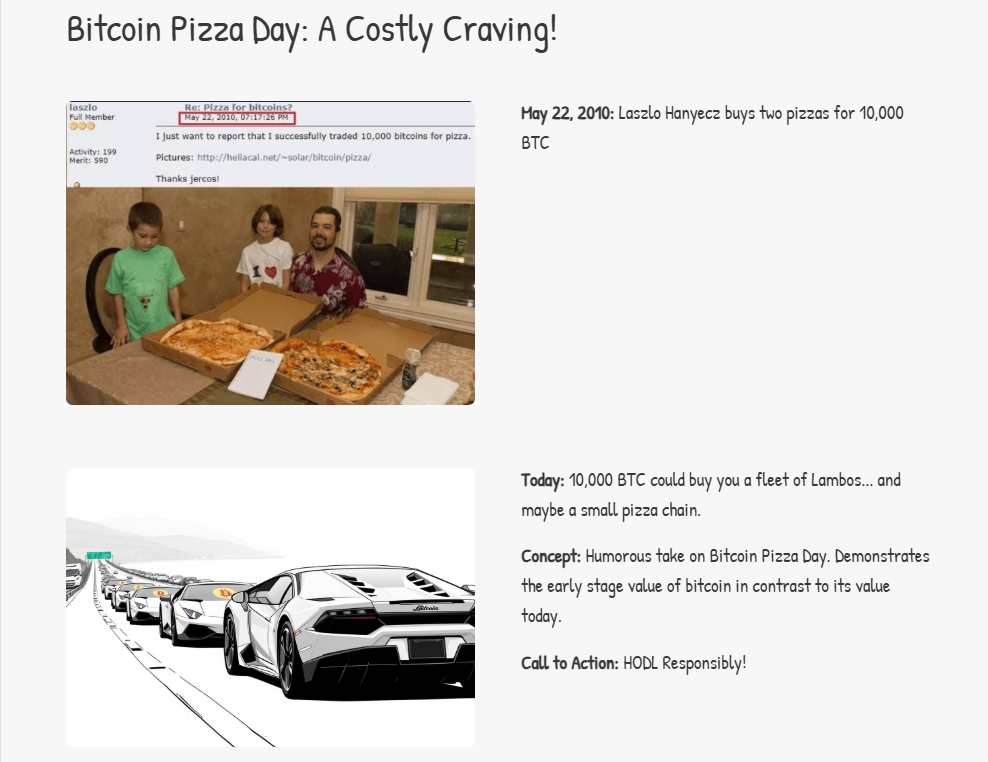 Bitcoin Pizza Day: A Costly Craving!
laszlo
Full Member
Activity: 199
Merit: 590
Re: Pizza for bitcoins?
May 22, 2010, 07:17:26 PM
I just want to report that I successfully traded 10,000 bitcoins for pizza.
Pictures: http://heliacal.net/~solar/bitcoin/pizza/
Thanks jercos!
I ❤
May 22, 2010: Laszlo Hanyecz buys two pizzas for 10,000
BTC
Bitcoin
Today: 10,000 BTC could buy you a fleet of Lambos... and
maybe a small pizza chain.
Concept: Humorous take on Bitcoin Pizza Day. Demonstrates
the early stage value of bitcoin in contrast to its value
today.
Call to Action: HODL Responsibly!